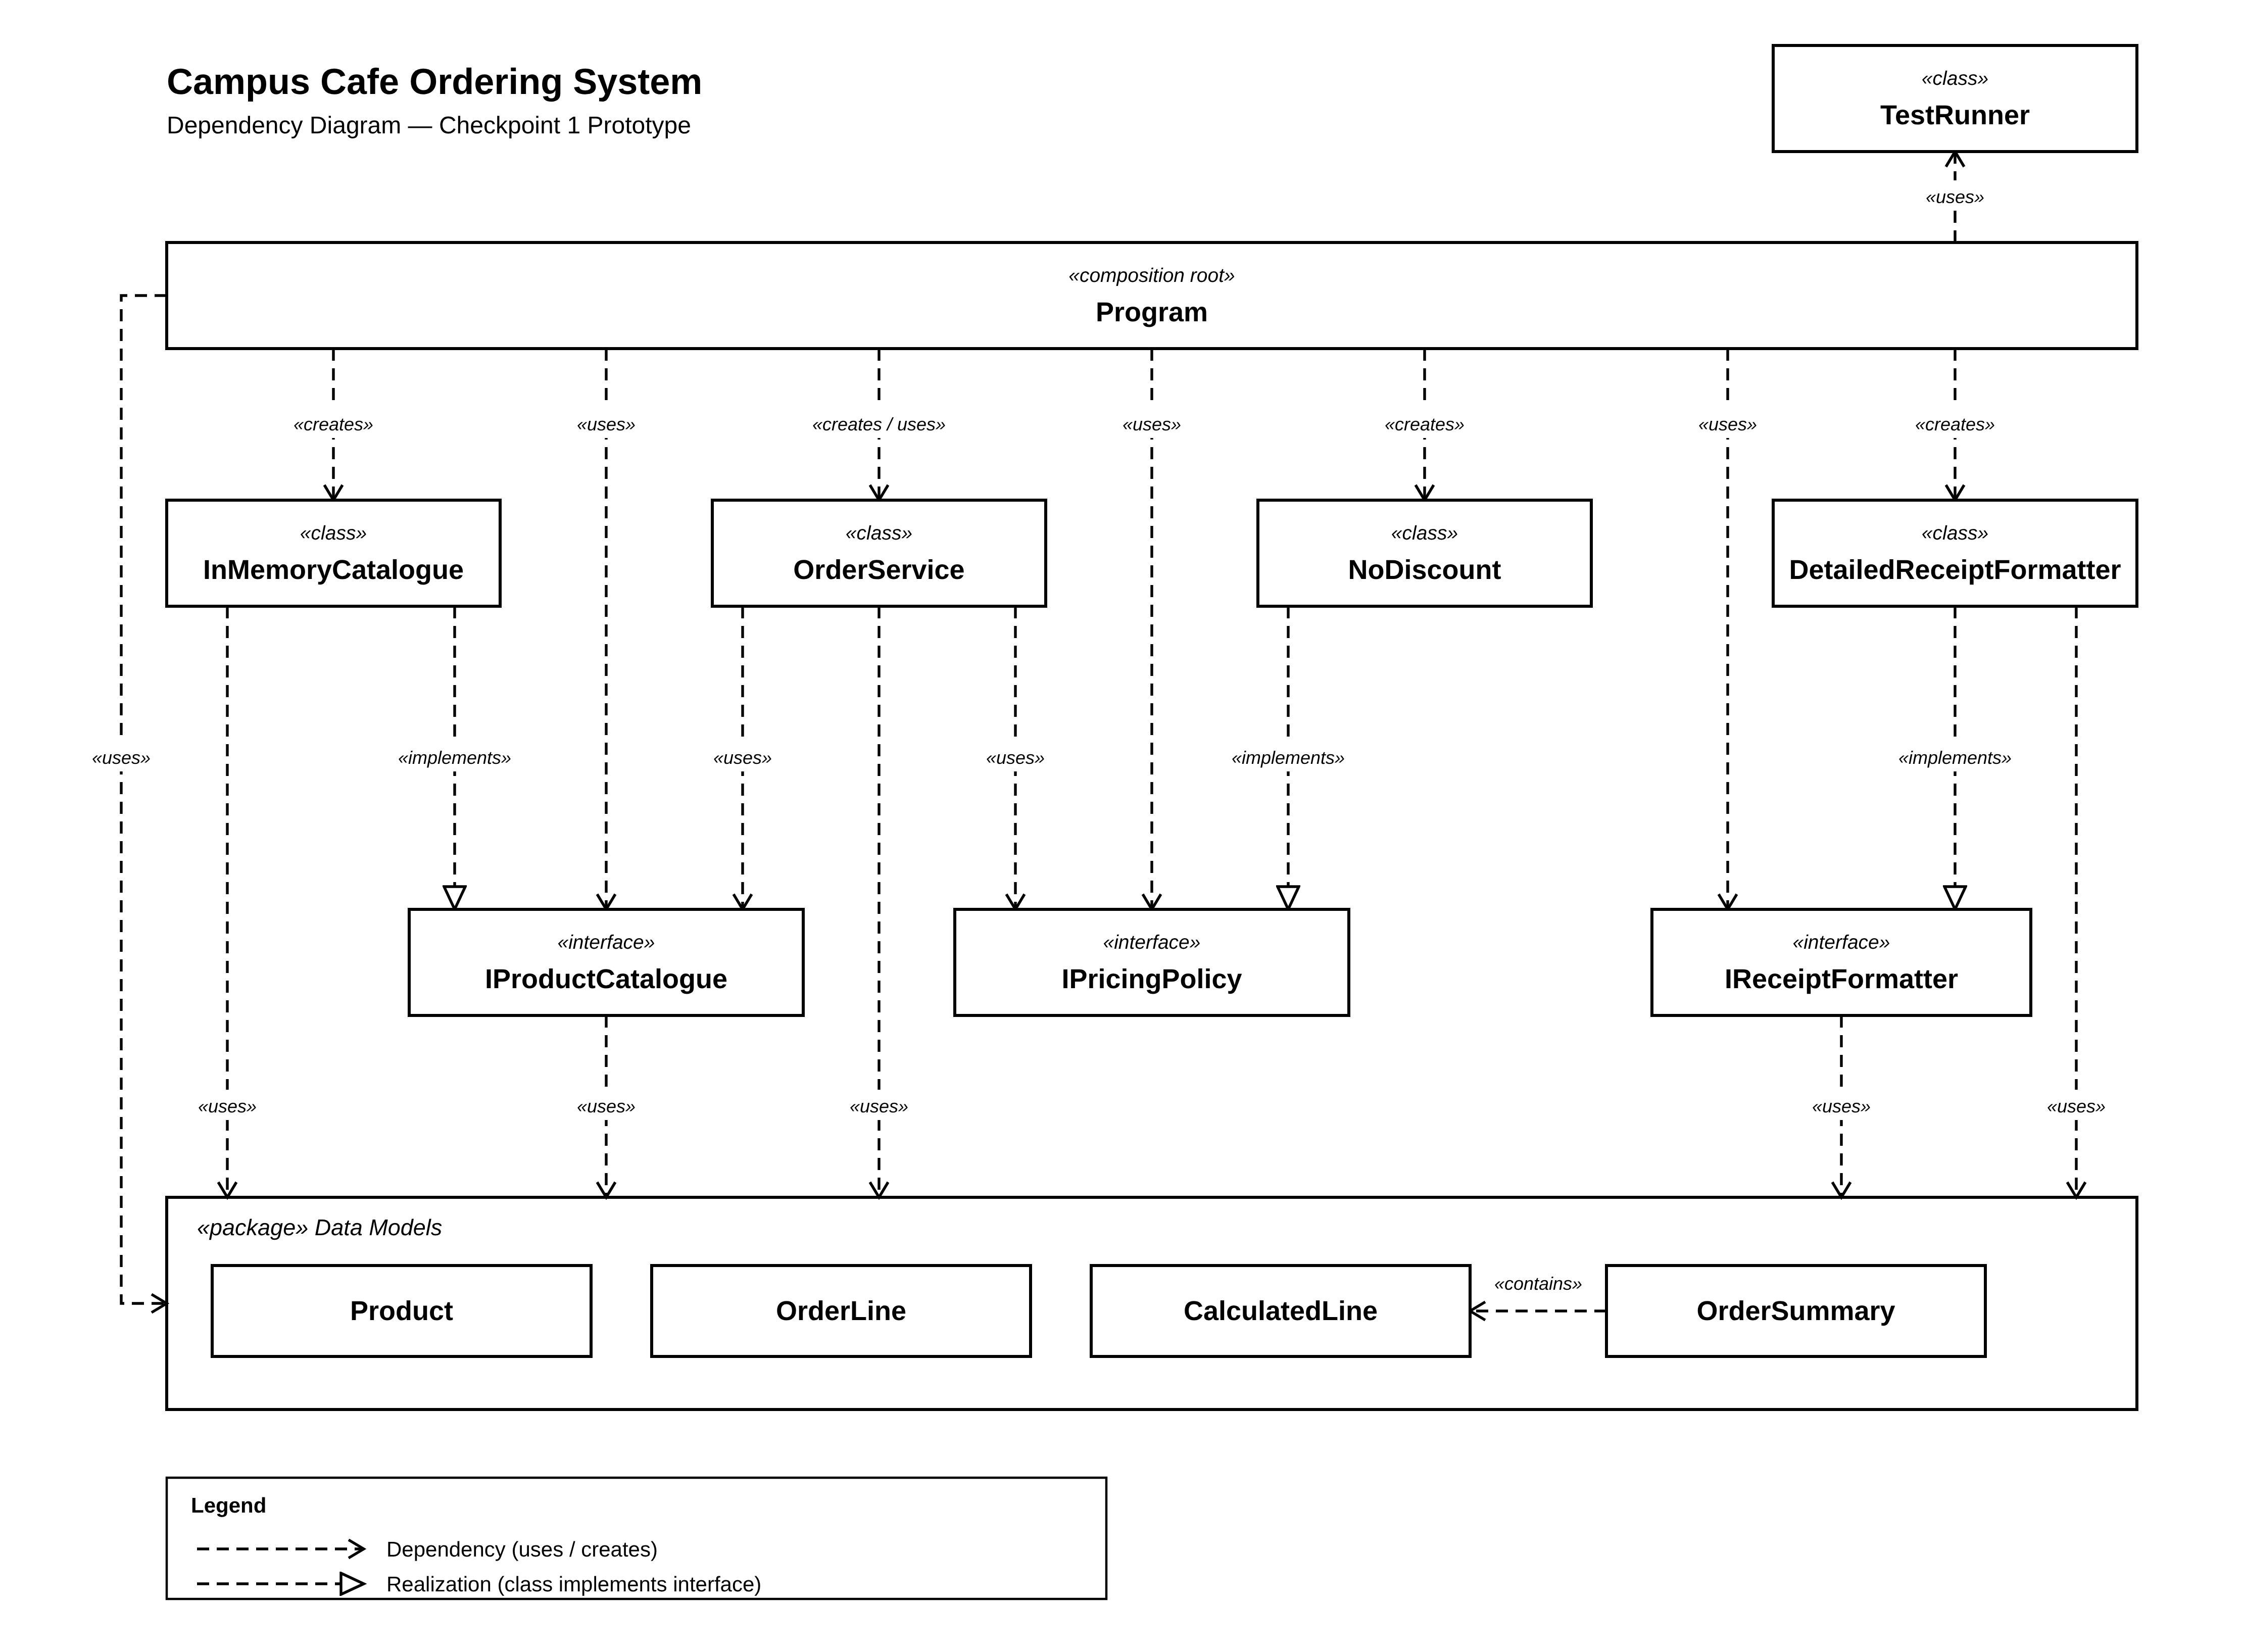 Campus Cafe Ordering System
Dependency Diagram — Checkpoint 1 Prototype
«class»
TestRunner
«uses»
«composition root»
Program
«creates»
«uses»
«creates / uses»
«uses»
«creates»
«uses»
«creates»
«class»
InMemoryCatalogue
«class»
OrderService
«class»
NoDiscount
«class»
DetailedReceiptFormatter
«uses»
«implements»
«uses»
«uses»
«implements»
«implements»
«interface»
IProductCatalogue
«interface»
IPricingPolicy
«interface»
IReceiptFormatter
«uses»
«uses»
«uses»
«uses»
«uses»
«package» Data Models
Product
OrderLine
CalculatedLine
«contains»
OrderSummary
Legend
Dependency (uses / creates)
Realization (class implements interface)